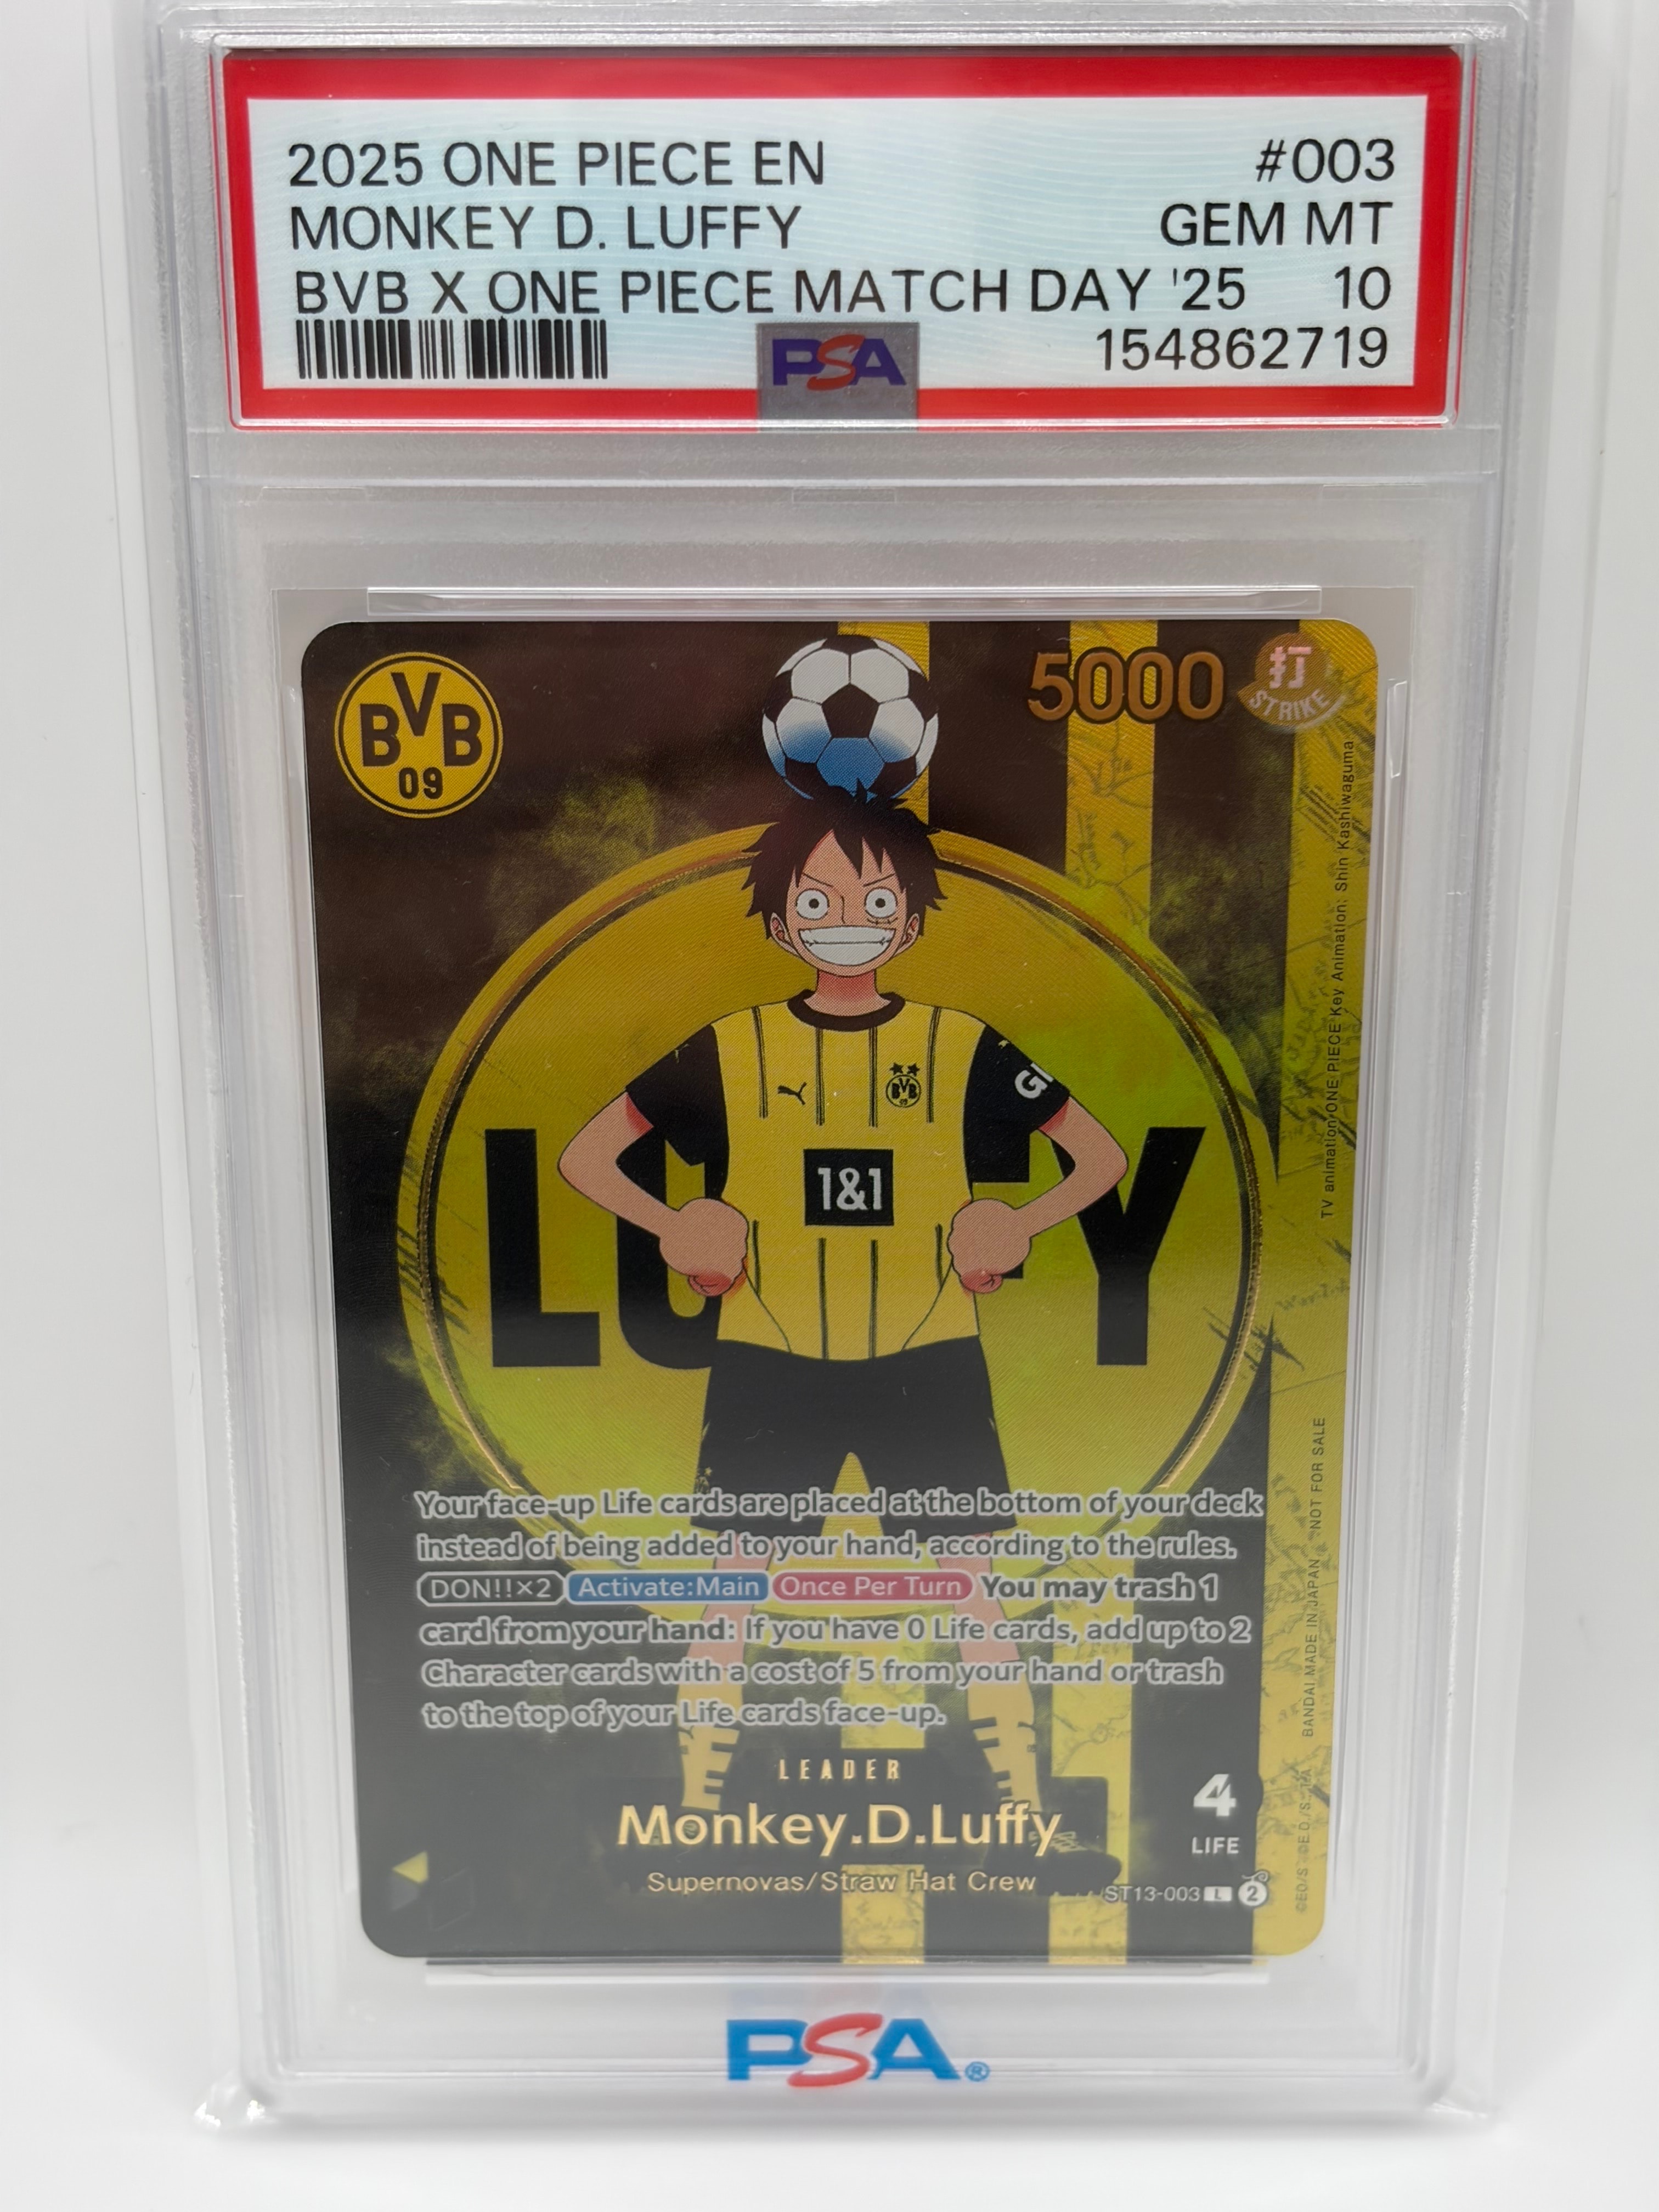 2025 ONE PIECE EN #003
MONKEY D. LUFFY GEM MT
BVB X ONE PIECE MATCH DAY '25 10
154862719
PSA
BVB
09
5000
打
STRIKE
GI
BVB
09
1&1
LU FY
TV animation ONE PIECE Key Animation: Shin Kashiwaguma
Your face-up Life cards are placed at the bottom of your deck
instead of being added to your hand, according to the rules.
DON!!×2 Activate:Main Once Per Turn You may trash 1
card from your hand: If you have 0 Life cards, add up to 2
Character cards with a cost of 5 from your hand or trash
to the top of your Life cards face-up.
LEADER
Monkey.D.Luffy
Supernovas/Straw Hat Crew
4
LIFE
ST13-003 L 2
©E.O./S. ©E.O./S.,T.A. BANDAI MADE IN JAPAN NOT FOR SALE
PSA®